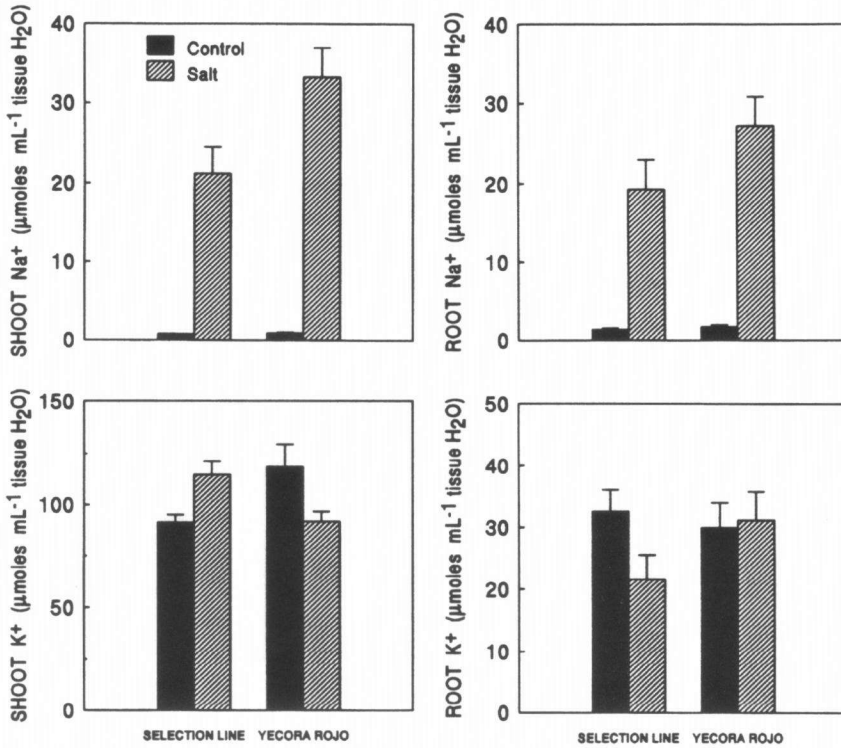 SHOOT Na⁺ (μmoles mL⁻¹ tissue H₂O)
40
30
20
10
0
Control
Salt
ROOT Na⁺ (μmoles mL⁻¹ tissue H₂O)
40
30
20
10
0
SHOOT K⁺ (μmoles mL⁻¹ tissue H₂O)
150
100
50
0
SELECTION LINE YECORA ROJO
ROOT K⁺ (μmoles mL⁻¹ tissue H₂O)
50
40
30
20
10
0
SELECTION LINE YECORA ROJO